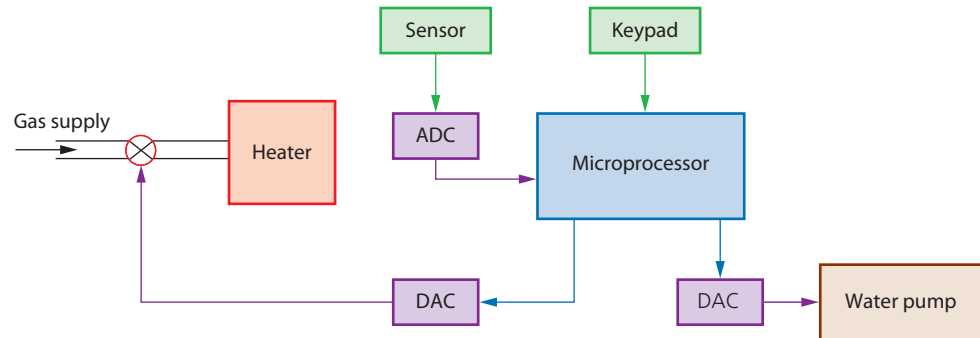 Sensor
Keypad
Gas supply
Heater
ADC
Microprocessor
DAC
DAC
Water pump